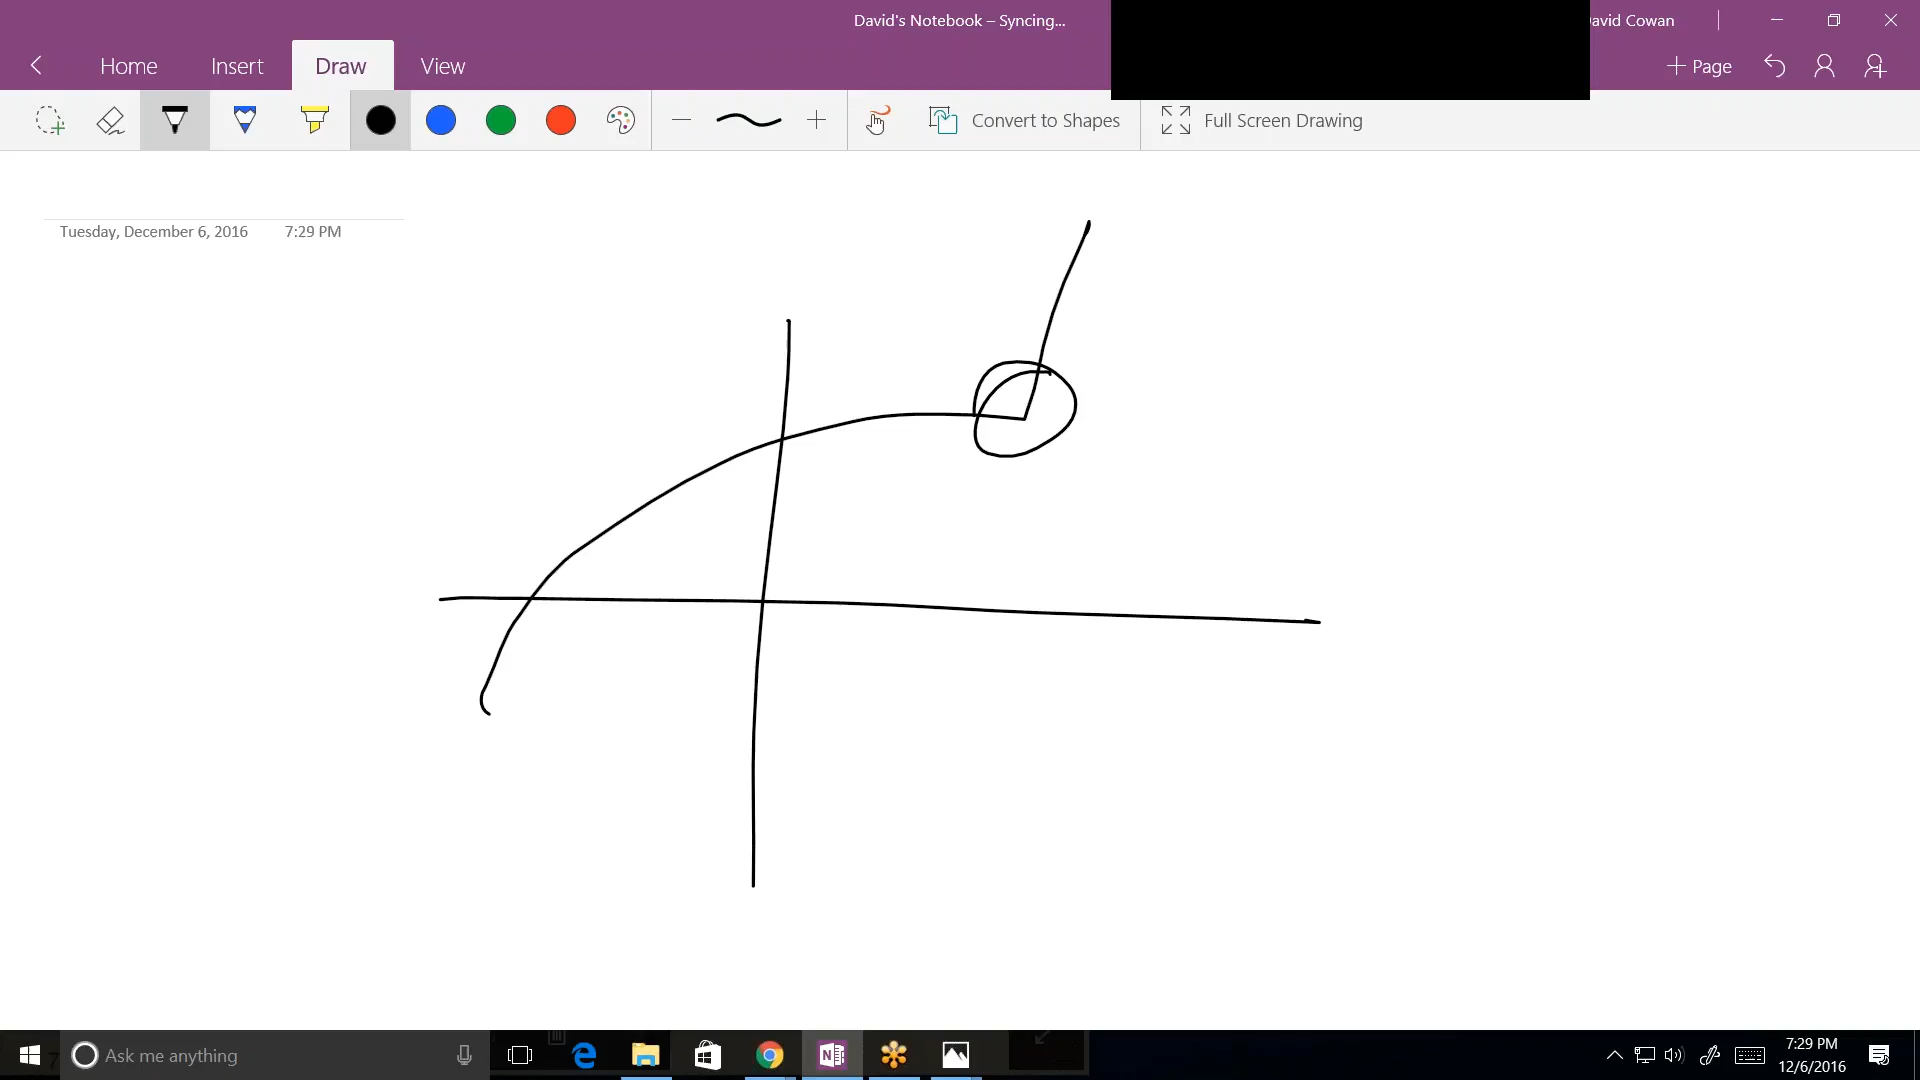 David's Notebook – Syncing...
avid Cowan
Home Insert Draw View
Page
Convert to Shapes Full Screen Drawing
Tuesday, December 6, 2016 7:29 PM
Ask me anything
7:29 PM
12/6/2016